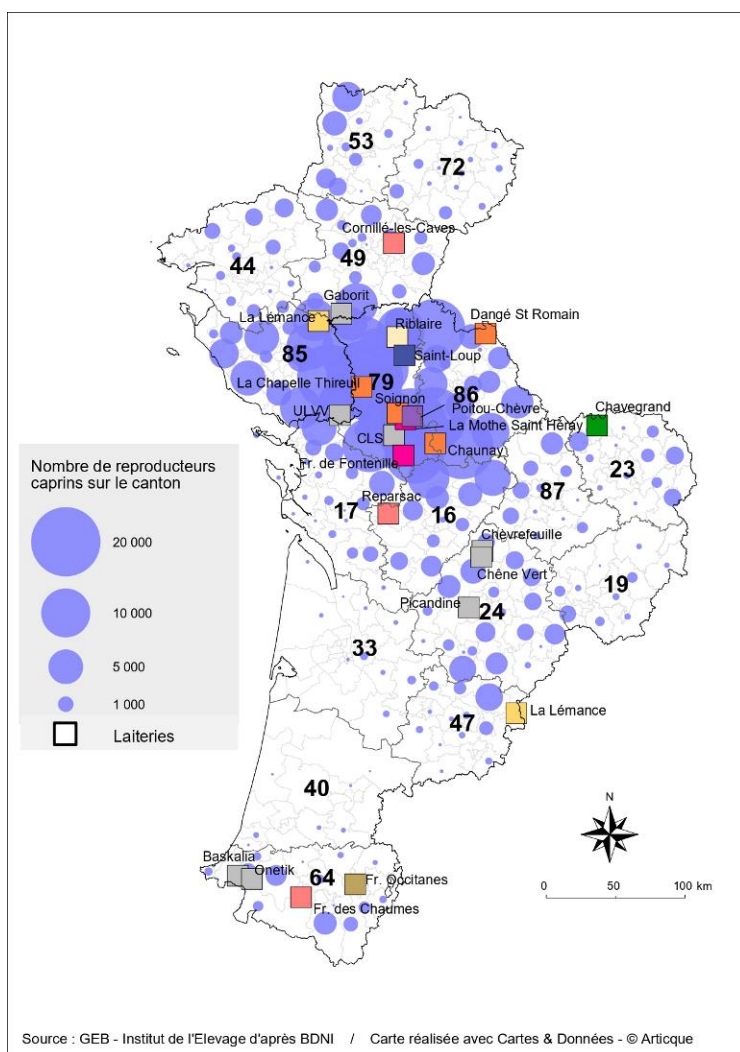 53
72
Cornillé-les-Caves
49
44
Gaborit
La Lémance
Dangé St Romain
Riblaire
85
Saint-Loup
79
La Chapelle Thireuil
86
Soignon
Poitou-Chèvre
Chavegrand
ULVV
La Mothe Saint Héray
CLS
Chaunay
Fr. de Fontenille
23
87
Nombre de reproducteurs
caprins sur le canton
20 000
10 000
5 000
1 000
Laiteries
17
Reparsac
16
Chèvrefeuille
Chêne Vert
19
Picandine
24
33
47
La Lémance
40
N
0 50 100 km
Baskalia
Onetik
64
Fr. Occitanes
Fr. des Chaumes
Source : GEB - Institut de l'Elevage d'après BDNI / Carte réalisée avec Cartes & Données - © Articque